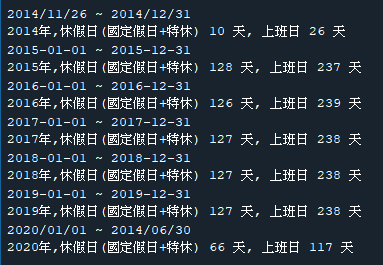 2014/11/26 ~ 2014/12/31
2014年,休假日(國定假日+特休) 10 天, 上班日 26 天
2015-01-01 ~ 2015-12-31
2015年,休假日(國定假日+特休) 128 天, 上班日 237 天
2016-01-01 ~ 2016-12-31
2016年,休假日(國定假日+特休) 126 天, 上班日 239 天
2017-01-01 ~ 2017-12-31
2017年,休假日(國定假日+特休) 127 天, 上班日 238 天
2018-01-01 ~ 2018-12-31
2018年,休假日(國定假日+特休) 127 天, 上班日 238 天
2019-01-01 ~ 2019-12-31
2019年,休假日(國定假日+特休) 127 天, 上班日 238 天
2020/01/01 ~ 2014/06/30
2020年,休假日(國定假日+特休) 66 天, 上班日 117 天